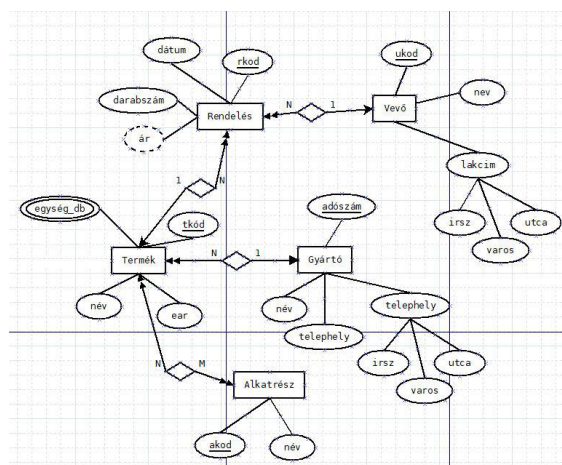 dátum
rkod
ukod
nev
darabszám
N
1
Rendelés
Vevő
ár
lakcim
1
N
egység_db
tkód
adószám
irsz
utca
varos
Termék
N
1
Gyártó
név
ear
név
telephely
telephely
irsz
utca
varos
N
M
Alkatrész
akod
név